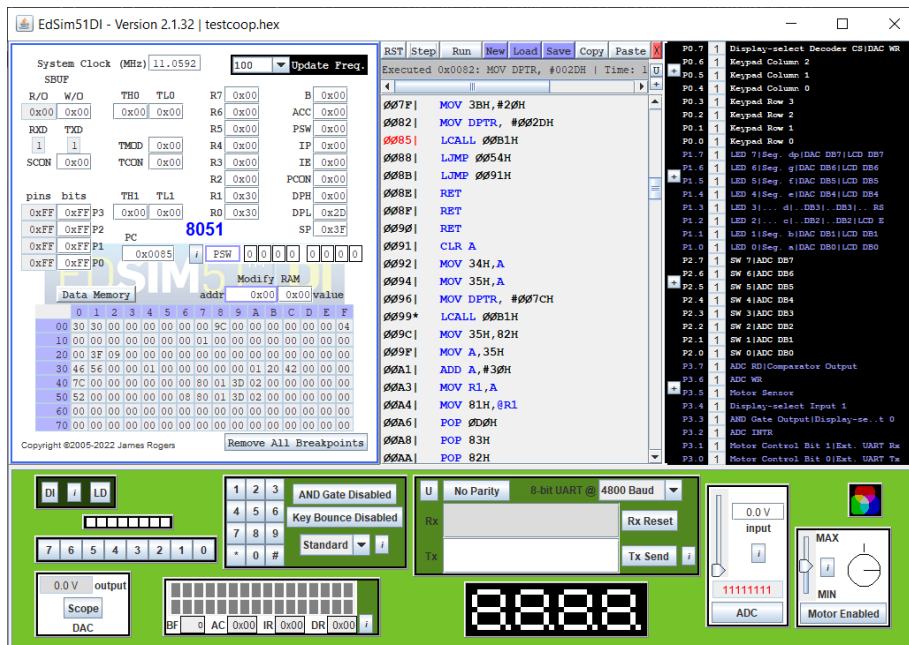 EdSim51DI - Version 2.1.32 | testcoop.hex
System Clock (MHz) 11.0592 100 Update Freq.
SBUF
R/O W/O TH0 TL0 R7 0x00 B 0x00
0x00 0x00 0x00 0x00 R6 0x00 ACC 0x00
RXD TXD R5 0x00 PSW 0x00
1 1 TMOD 0x00 R4 0x00 IP 0x00
SCON 0x00 TCON 0x00 R3 0x00 IE 0x00
R2 0x00 PCON 0x00
pins bits TH1 TL1 R1 0x30 DPH 0x00
0xFF 0xFF P3 0x00 0x00 R0 0x30 DPL 0x2D
0xFF 0xFF P2 8051 SP 0x3F
0xFF 0xFF P1 PC
0xFF 0xFF P0 0x0085 i PSW 0 0 0 0 0 0 0 0
EDSIM51DI
Modify RAM
Data Memory addr 0x00 0x00 value
0 1 2 3 4 5 6 7 8 9 A B C D E F
00 30 30 00 00 00 00 00 00 9C 00 00 00 00 00 00 04
10 00 00 00 00 00 00 00 01 00 00 00 00 00 00 00 00
20 00 3F 09 00 00 00 00 00 00 00 00 00 00 00 00 00
30 46 56 00 00 01 00 00 00 00 00 01 20 42 00 00 00
40 7C 00 00 00 00 00 00 80 01 3D 02 00 00 00 00 00
50 52 00 00 00 00 00 08 80 01 3D 02 00 00 00 00 00
60 00 00 00 00 00 00 00 00 00 00 00 00 00 00 00 00
70 00 00 00 00 00 00 00 00 00 00 00 00 00 00 00 00
Copyright ©2005-2022 James Rogers Remove All Breakpoints
RST Step Run New Load Save Copy Paste X
Executed 0x0082: MOV DPTR, #002DH | Time: 1 U
+
007F| MOV 3BH,#20H
0082| MOV DPTR, #002DH
0085| LCALL 00B1H
0088| LJMP 0054H
008B| LJMP 0091H
008E| RET
008F| RET
0090| RET
0091| CLR A
0092| MOV 34H,A
0094| MOV 35H,A
0096| MOV DPTR, #007CH
0099* LCALL 00B1H
009C| MOV 35H,82H
009F| MOV A,35H
00A1| ADD A,#30H
00A3| MOV R1,A
00A4| MOV 81H,@R1
00A6| POP 0D0H
00A8| POP 83H
00AA| POP 82H
P0.7 1 Display-select Decoder CS|DAC WR
P0.6 1 Keypad Column 2
+ P0.5 1 Keypad Column 1
P0.4 1 Keypad Column 0
P0.3 1 Keypad Row 3
P0.2 1 Keypad Row 2
P0.1 1 Keypad Row 1
P0.0 1 Keypad Row 0
P1.7 1 LED 7|Seg. dp|DAC DB7|LCD DB7
P1.6 1 LED 6|Seg. g|DAC DB6|LCD DB6
+ P1.5 1 LED 5|Seg. f|DAC DB5|LCD DB5
P1.4 1 LED 4|Seg. e|DAC DB4|LCD DB4
P1.3 1 LED 3|... d|..DB3|..DB3|.. RS
P1.2 1 LED 2|... c|..DB2|..DB2|LCD E
P1.1 1 LED 1|Seg. b|DAC DB1|LCD DB1
P1.0 1 LED 0|Seg. a|DAC DB0|LCD DB0
P2.7 1 SW 7|ADC DB7
P2.6 1 SW 6|ADC DB6
+ P2.5 1 SW 5|ADC DB5
P2.4 1 SW 4|ADC DB4
P2.3 1 SW 3|ADC DB3
P2.2 1 SW 2|ADC DB2
P2.1 1 SW 1|ADC DB1
P2.0 1 SW 0|ADC DB0
P3.7 1 ADC RD|Comparator Output
P3.6 1 ADC WR
+ P3.5 1 Motor Sensor
P3.4 1 Display-select Input 1
P3.3 1 AND Gate Output|Display-se..t 0
P3.2 1 ADC INTR
P3.1 1 Motor Control Bit 1|Ext. UART Rx
P3.0 1 Motor Control Bit 0|Ext. UART Tx
DI i LD
7 6 5 4 3 2 1 0
0.0 V output
Scope
DAC
1 2 3
4 5 6
7 8 9
* 0 #
AND Gate Disabled
Key Bounce Disabled
Standard i
BF 0 AC 0x00 IR 0x00 DR 0x00 i
U No Parity 8-bit UART @ 4800 Baud
Rx Rx Reset
Tx Tx Send i
8.8.8.8.
0.0 V
input
i
11111111
ADC
MAX
i
MIN
Motor Enabled